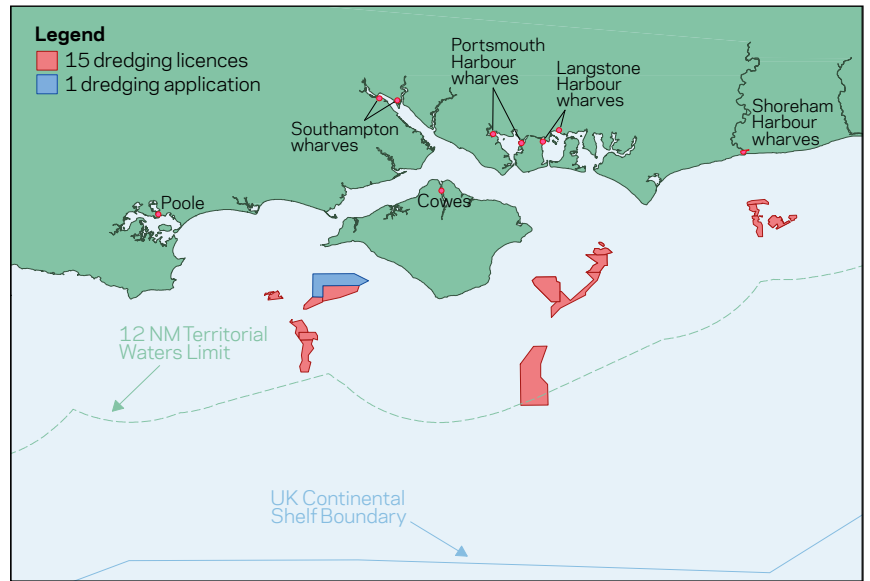 Legend
15 dredging licences
1 dredging application
Portsmouth
Harbour
wharves
Langstone
Harbour
wharves
Southampton
wharves
Shoreham
Harbour
wharves
Poole
Cowes
12 NM Territorial
Waters Limit
UK Continental
Shelf Boundary